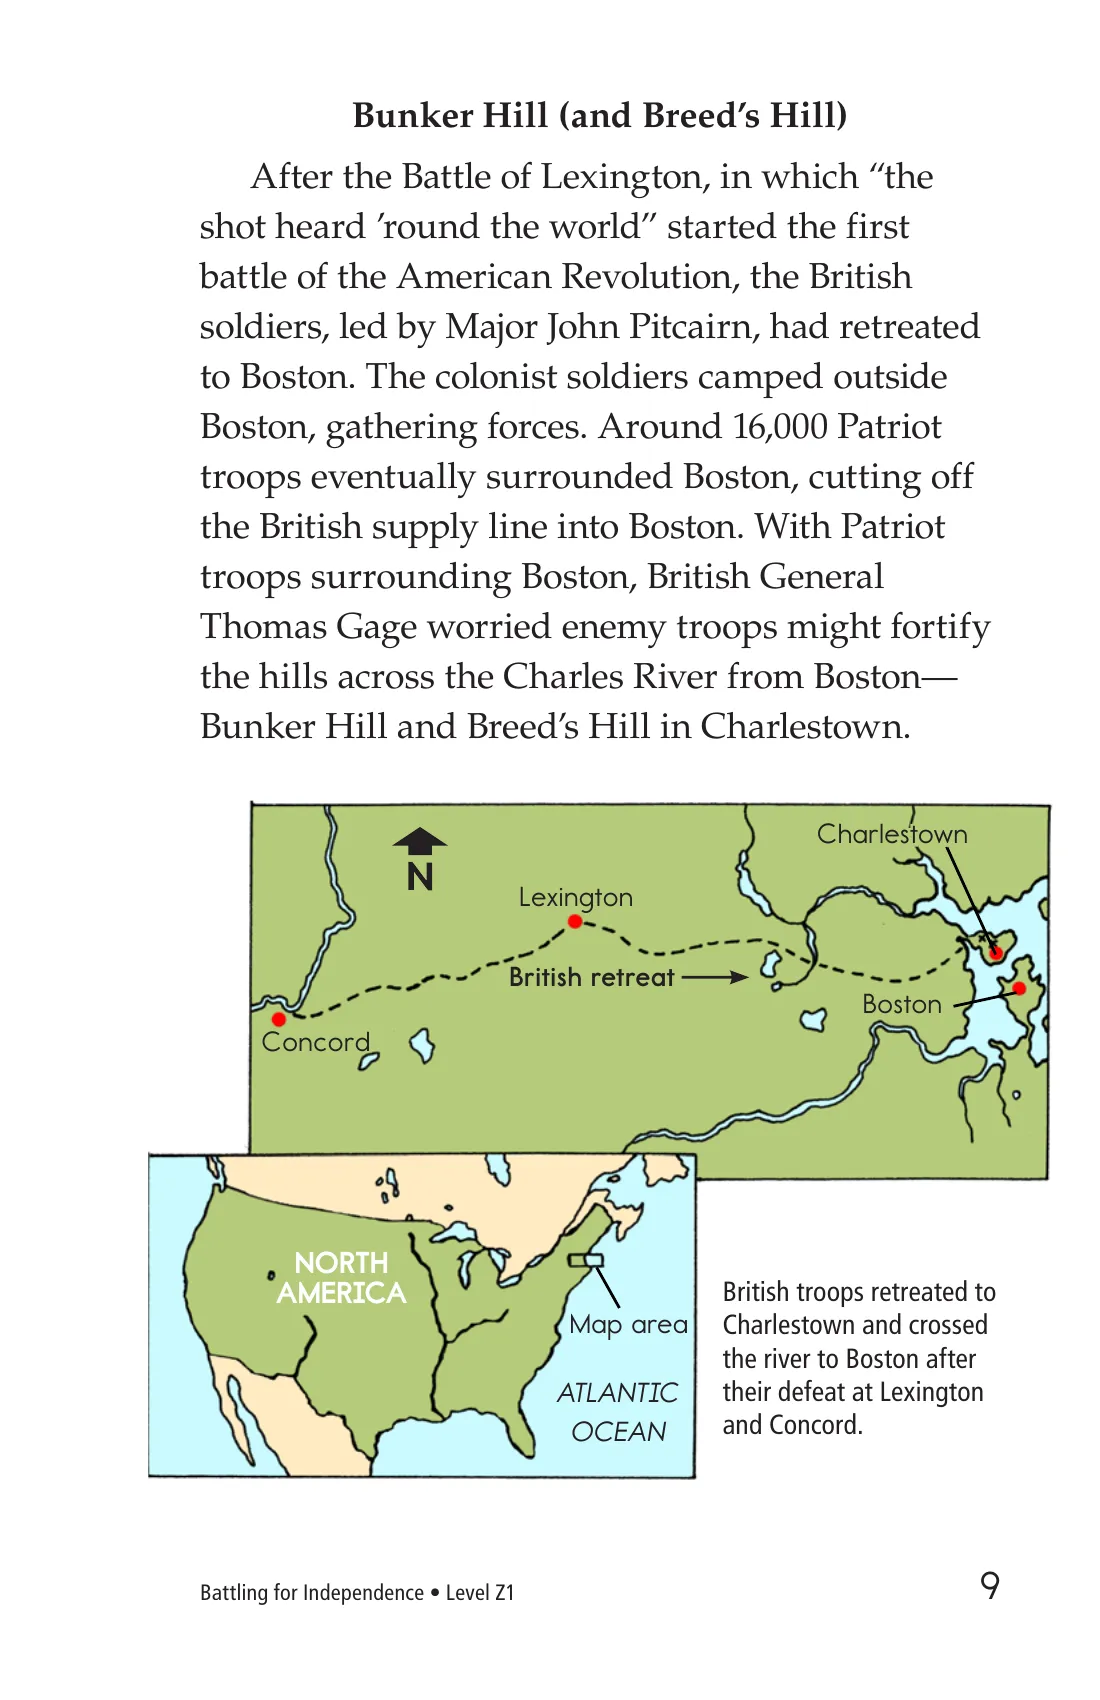 Bunker Hill (and Breed’s Hill)
After the Battle of Lexington, in which “the
shot heard ’round the world” started the first
battle of the American Revolution, the British
soldiers, led by Major John Pitcairn, had retreated
to Boston. The colonist soldiers camped outside
Boston, gathering forces. Around 16,000 Patriot
troops eventually surrounded Boston, cutting off
the British supply line into Boston. With Patriot
troops surrounding Boston, British General
Thomas Gage worried enemy troops might fortify
the hills across the Charles River from Boston—
Bunker Hill and Breed’s Hill in Charlestown.
Charlestown
N
Lexington
British retreat
Boston
Concord
NORTH
AMERICA
Map area
ATLANTIC
OCEAN
British troops retreated to
Charlestown and crossed
the river to Boston after
their defeat at Lexington
and Concord.
Battling for Independence • Level Z1
9